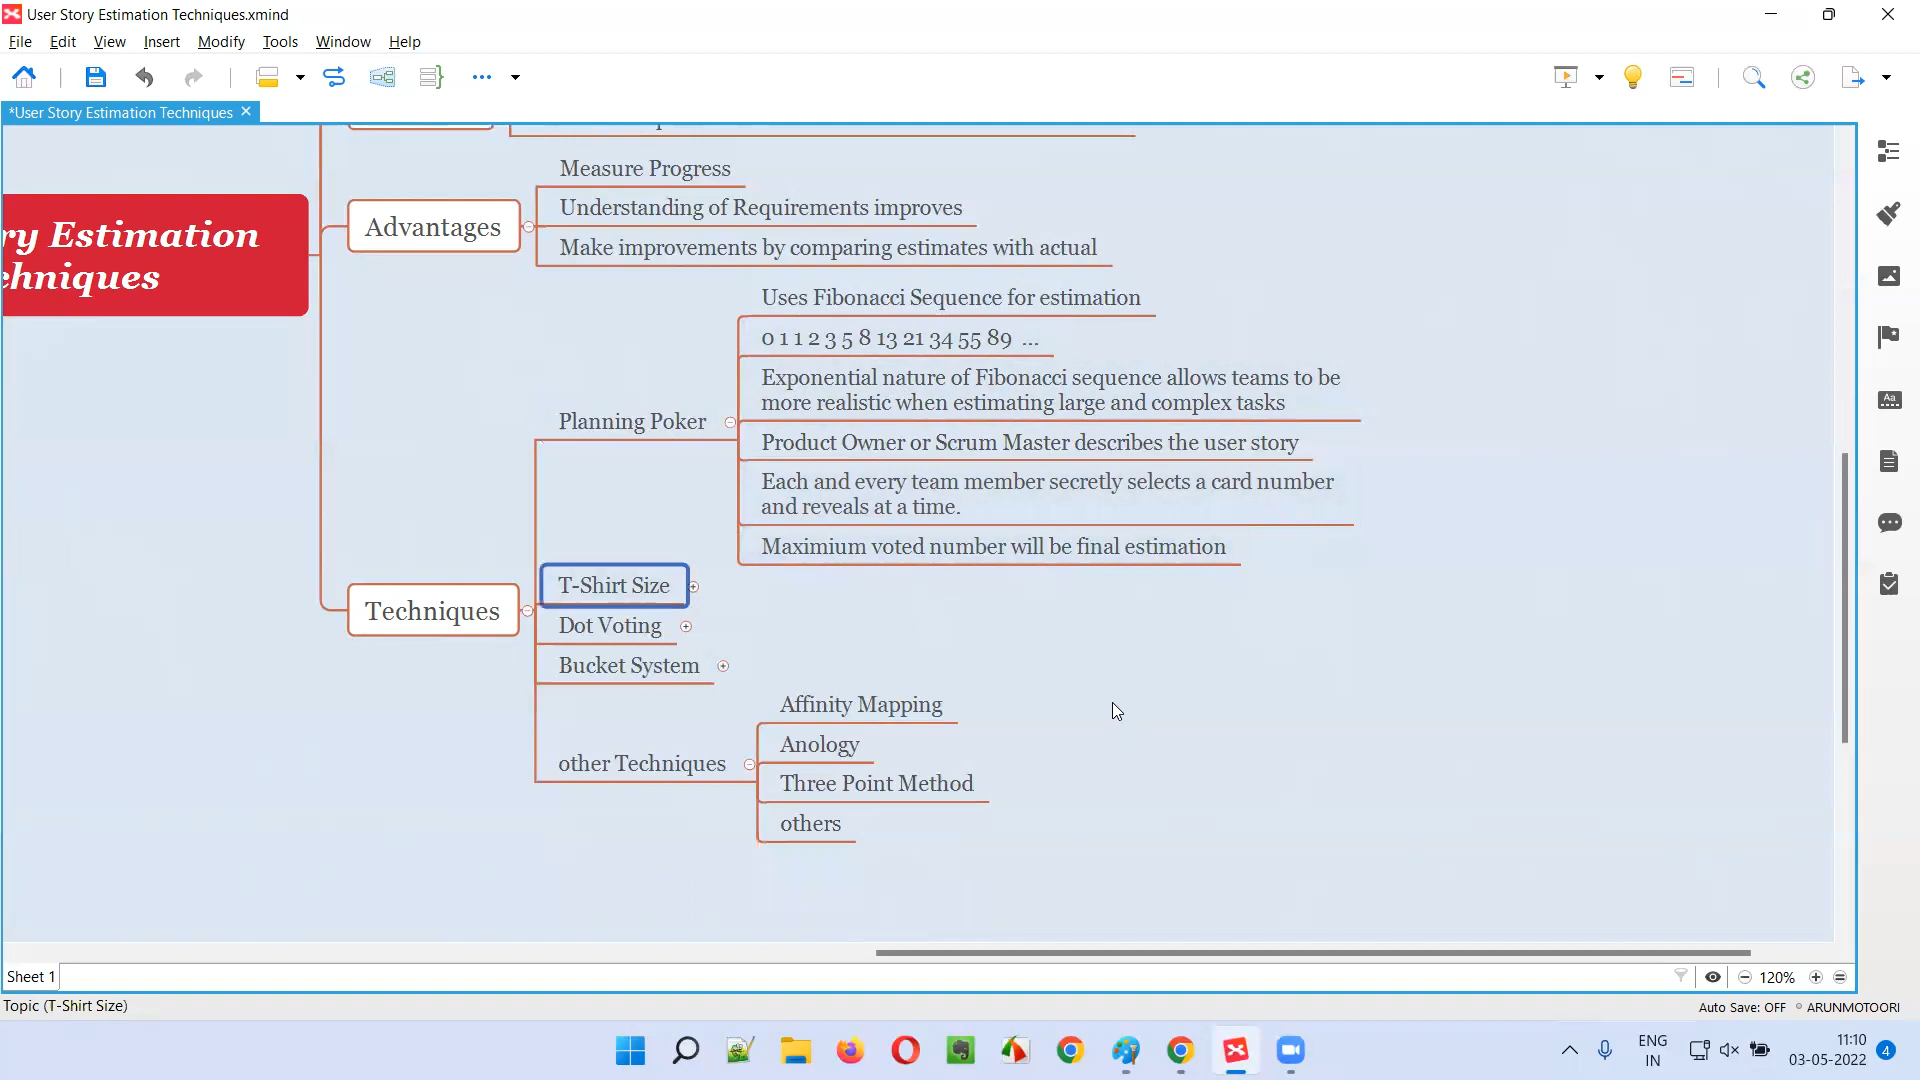 User Story Estimation Techniques.xmind
File Edit View Insert Modify Tools Window Help
*User Story Estimation Techniques
ry Estimation
chniques
Advantages
Measure Progress
Understanding of Requirements improves
Make improvements by comparing estimates with actual
Techniques
Planning Poker
Uses Fibonacci Sequence for estimation
0 1 1 2 3 5 8 13 21 34 55 89 ...
Exponential nature of Fibonacci sequence allows teams to be
more realistic when estimating large and complex tasks
Product Owner or Scrum Master describes the user story
Each and every team member secretly selects a card number
and reveals at a time.
Maximium voted number will be final estimation
T-Shirt Size
Dot Voting
Bucket System
other Techniques
Affinity Mapping
Anology
Three Point Method
others
Aa
Sheet 1
120%
Topic (T-Shirt Size)
Auto Save: OFF
ARUNMOTOORI
ENG
IN
11:10
03-05-2022
4